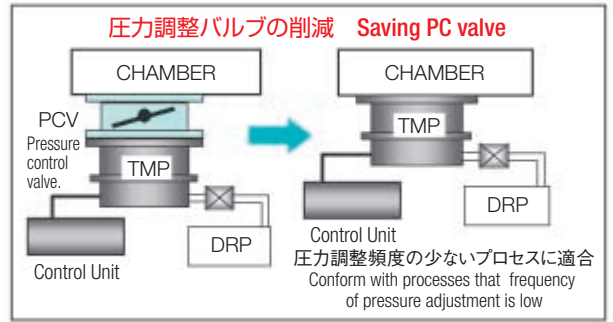 圧力調整バルブの削減 Saving PC valve
CHAMBER
PCV
Pressure
control
valve.
TMP
DRP
Control Unit
CHAMBER
TMP
DRP
Control Unit
圧力調整頻度の少ないプロセスに適合
Conform with processes that frequency
of pressure adjustment is low